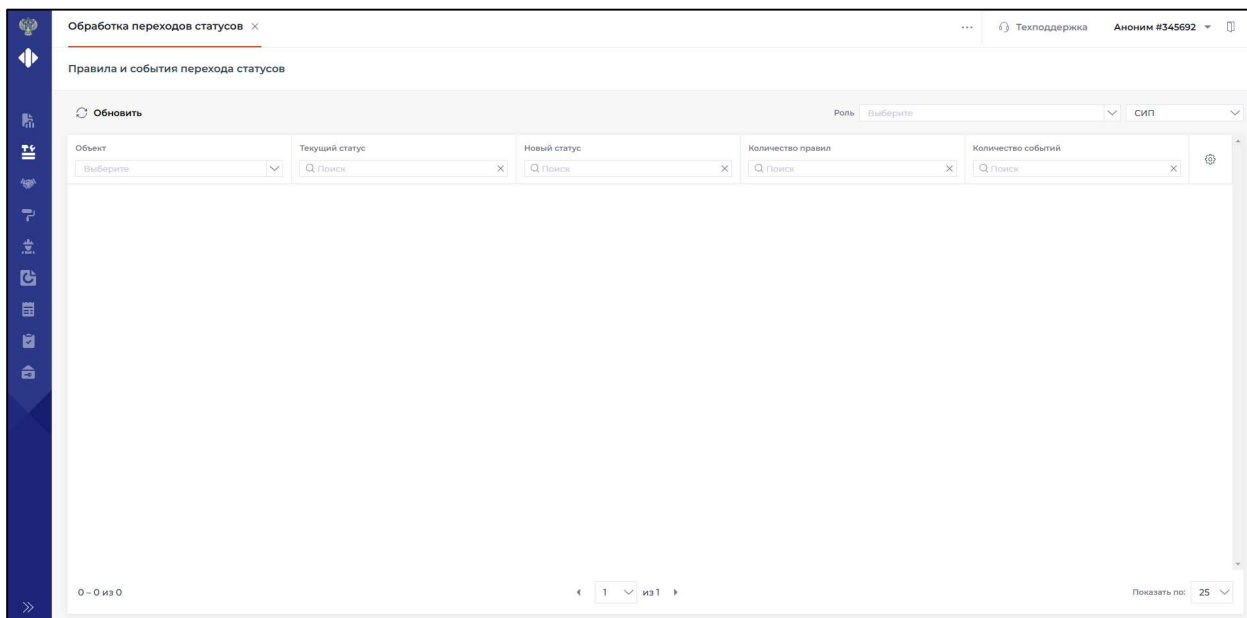 Обработка переходов статусов
Техподдержка Аноним #345692
Правила и события перехода статусов
Обновить Роль Выберите СИП
Объект Текущий статус Новый статус Количество правил Количество событий
Выберите Поиск Поиск Поиск Поиск
0 – 0 из 0 1 из 1 Показать по: 25